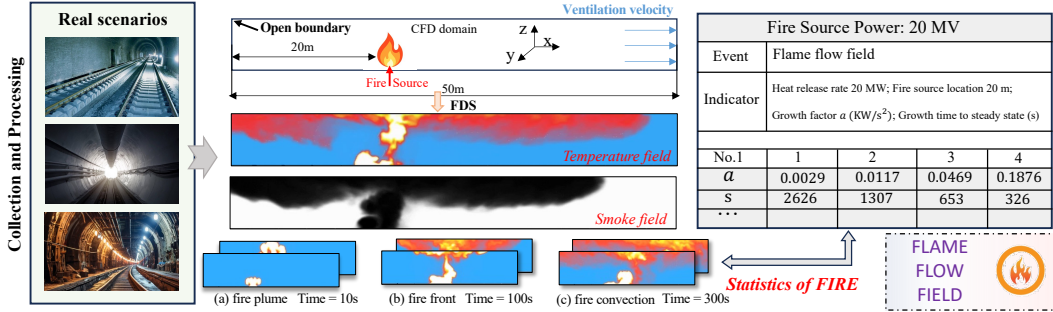 Collection and Processing
Real scenarios
Open boundary
CFD domain
Ventilation velocity
20m
z
x
y
Fire Source
50m
FDS
Temperature field
Smoke field
(a) fire plume Time = 10s
(b) fire front Time = 100s
(c) fire convection Time = 300s
Fire Source Power: 20 MV
Event Flame flow field
Indicator Heat release rate 20 MW; Fire source location 20 m;
Growth factor a (KW/s²); Growth time to steady state (s)
No.1 1 2 3 4
a 0.0029 0.0117 0.0469 0.1876
s 2626 1307 653 326
...
Statistics of FIRE
FLAME
FLOW
FIELD